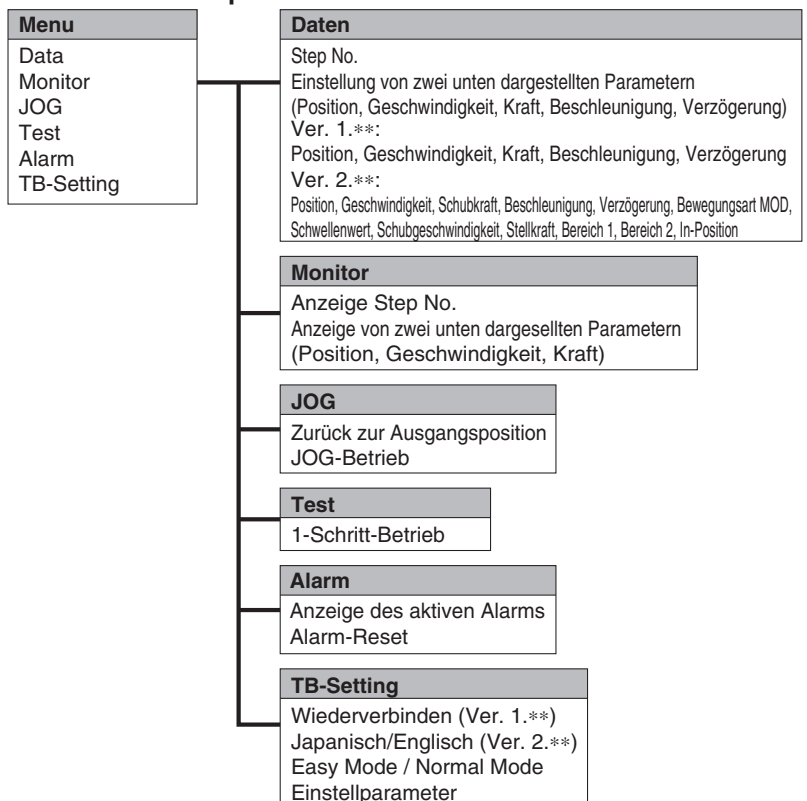 Menu
Data
Monitor
JOG
Test
Alarm
TB-Setting
Daten
Step No.
Einstellung von zwei unten dargestellten Parametern
(Position, Geschwindigkeit, Kraft, Beschleunigung, Verzögerung)
Ver. 1.**:
Position, Geschwindigkeit, Kraft, Beschleunigung, Verzögerung
Ver. 2.**:
Position, Geschwindigkeit, Schubkraft, Beschleunigung, Verzögerung, Bewegungsart MOD,
Schwellenwert, Schubgeschwindigkeit, Stellkraft, Bereich 1, Bereich 2, In-Position
Monitor
Anzeige Step No.
Anzeige von zwei unten dargesellten Parametern
(Position, Geschwindigkeit, Kraft)
JOG
Zurück zur Ausgangsposition
JOG-Betrieb
Test
1-Schritt-Betrieb
Alarm
Anzeige des aktiven Alarms
Alarm-Reset
TB-Setting
Wiederverbinden (Ver. 1.**)
Japanisch/Englisch (Ver. 2.**)
Easy Mode / Normal Mode
Einstellparameter